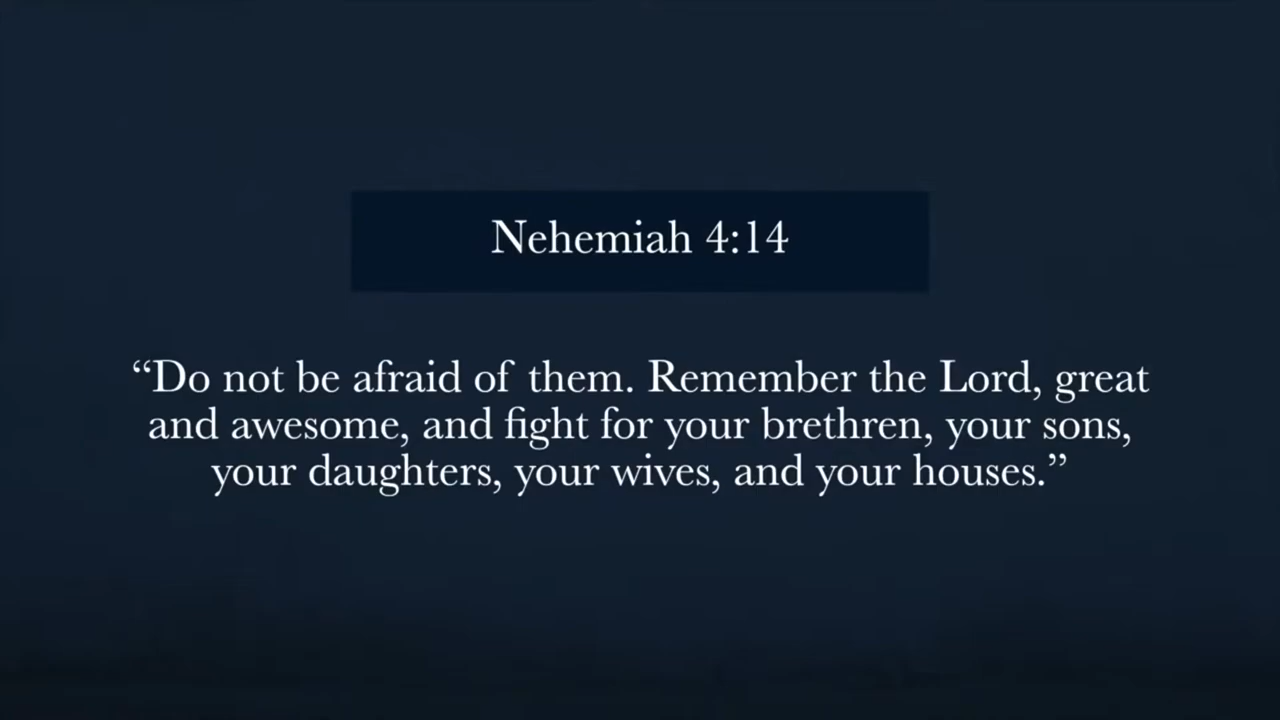 Nehemiah 4:14
“Do not be afraid of them. Remember the Lord, great
and awesome, and fight for your brethren, your sons,
your daughters, your wives, and your houses.”